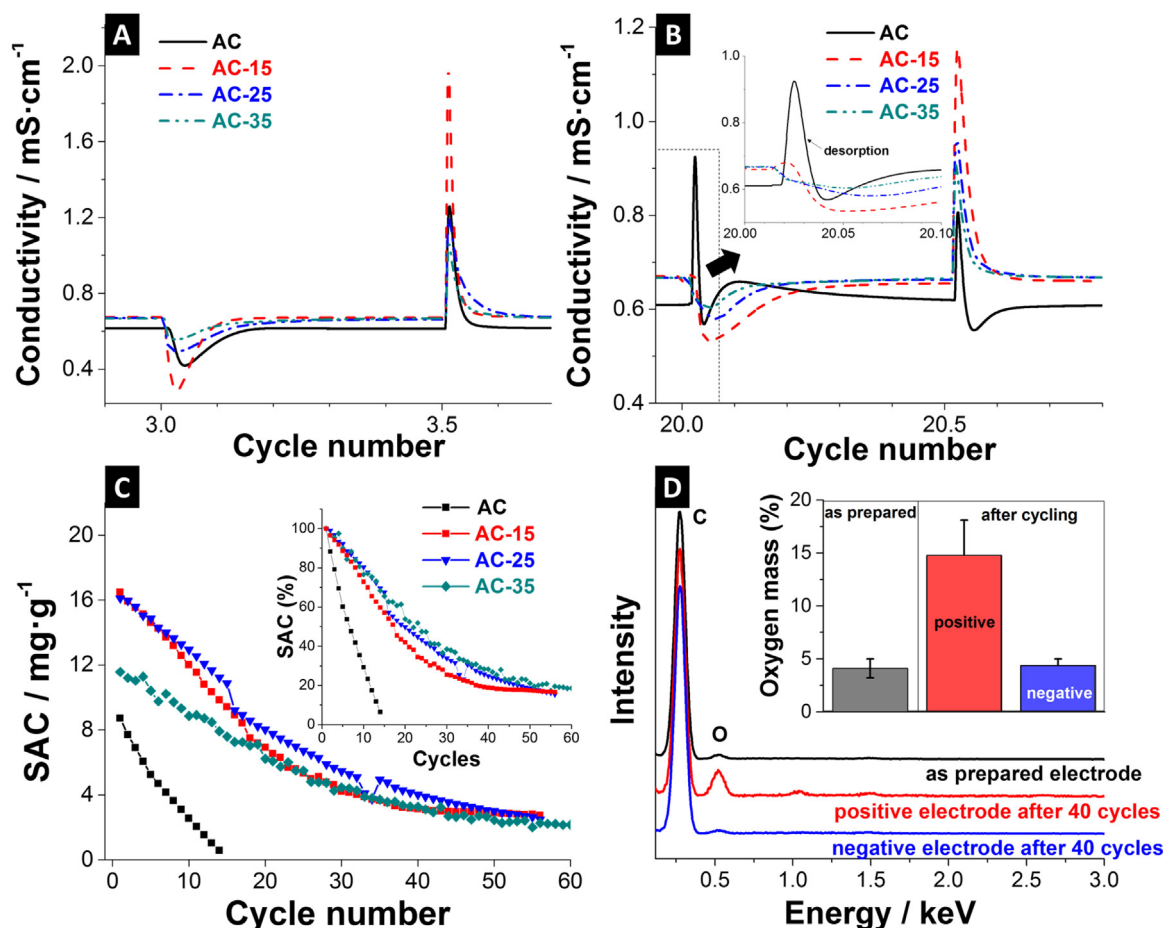 A
AC
AC-15
AC-25
AC-35
Conductivity / mS·cm⁻¹
2.0
1.6
1.2
0.8
0.4
3.0
3.5
Cycle number
B
AC
AC-15
AC-25
AC-35
Conductivity / mS·cm⁻¹
1.2
1.0
0.8
0.6
0.4
1.0
0.8
0.6
desorption
20.00
20.05
20.10
20.0
20.5
Cycle number
C
AC
AC-15
AC-25
AC-35
SAC / mg·g⁻¹
16
12
8
4
0
SAC (%)
100
80
60
40
20
0
0
20
40
60
Cycles
0
10
20
30
40
50
60
Cycle number
D
C
O
Intensity
Oxygen mass (%)
20
15
10
5
0
as prepared
after cycling
positive
negative
as prepared electrode
positive electrode after 40 cycles
negative electrode after 40 cycles
0.5
1.0
1.5
2.0
2.5
3.0
Energy / keV